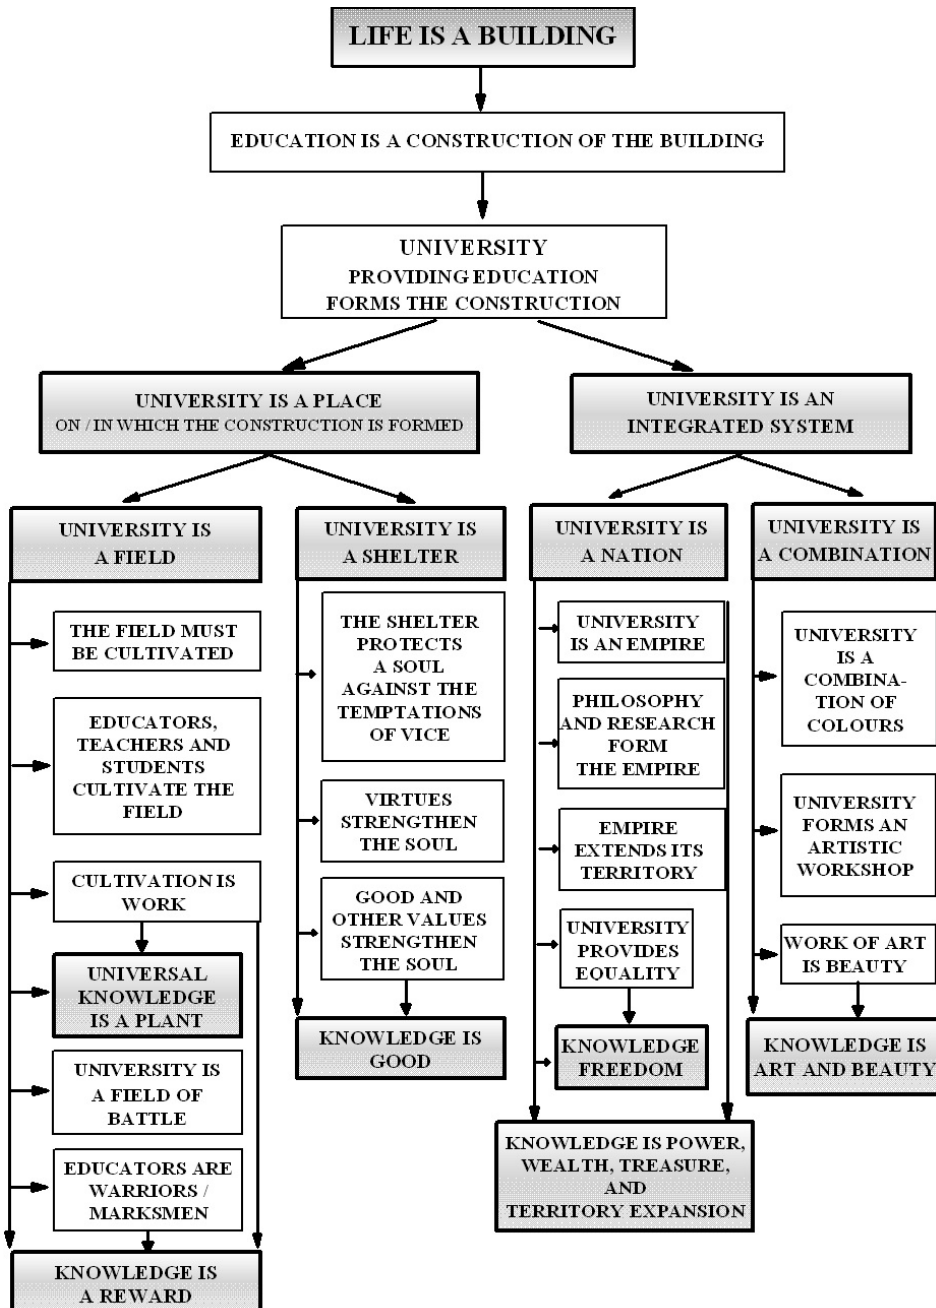 LIFE IS A BUILDING
EDUCATION IS A CONSTRUCTION OF THE BUILDING
UNIVERSITY
PROVIDING EDUCATION
FORMS THE CONSTRUCTION
UNIVERSITY IS A PLACE
ON / IN WHICH THE CONSTRUCTION IS FORMED
UNIVERSITY IS AN
INTEGRATED SYSTEM
UNIVERSITY IS
A FIELD
THE FIELD MUST
BE CULTIVATED
EDUCATORS,
TEACHERS AND
STUDENTS
CULTIVATE THE
FIELD
CULTIVATION IS
WORK
UNIVERSAL
KNOWLEDGE
IS A PLANT
UNIVERSITY IS
A FIELD OF
BATTLE
EDUCATORS ARE
WARRIORS /
MARKSMEN
KNOWLEDGE IS
A REWARD
UNIVERSITY IS
A SHELTER
THE SHELTER
PROTECTS
A SOUL
AGAINST THE
TEMPTATIONS
OF VICE
VIRTUES
STRENGTHEN
THE SOUL
GOOD AND
OTHER VALUES
STRENGTHEN
THE SOUL
KNOWLEDGE IS
GOOD
UNIVERSITY IS
A NATION
UNIVERSITY
IS AN EMPIRE
PHILOSOPHY
AND RESEARCH
FORM
THE EMPIRE
EMPIRE
EXTENDS ITS
TERRITORY
UNIVERSITY
PROVIDES
EQUALITY
KNOWLEDGE
FREEDOM
KNOWLEDGE IS POWER,
WEALTH, TREASURE,
AND
TERRITORY EXPANSION
UNIVERSITY IS
A COMBINATION
UNIVERSITY
IS A
COMBINA-
TION OF
COLOURS
UNIVERSITY
FORMS AN
ARTISTIC
WORKSHOP
WORK OF ART
IS BEAUTY
KNOWLEDGE IS
ART AND BEAUTY